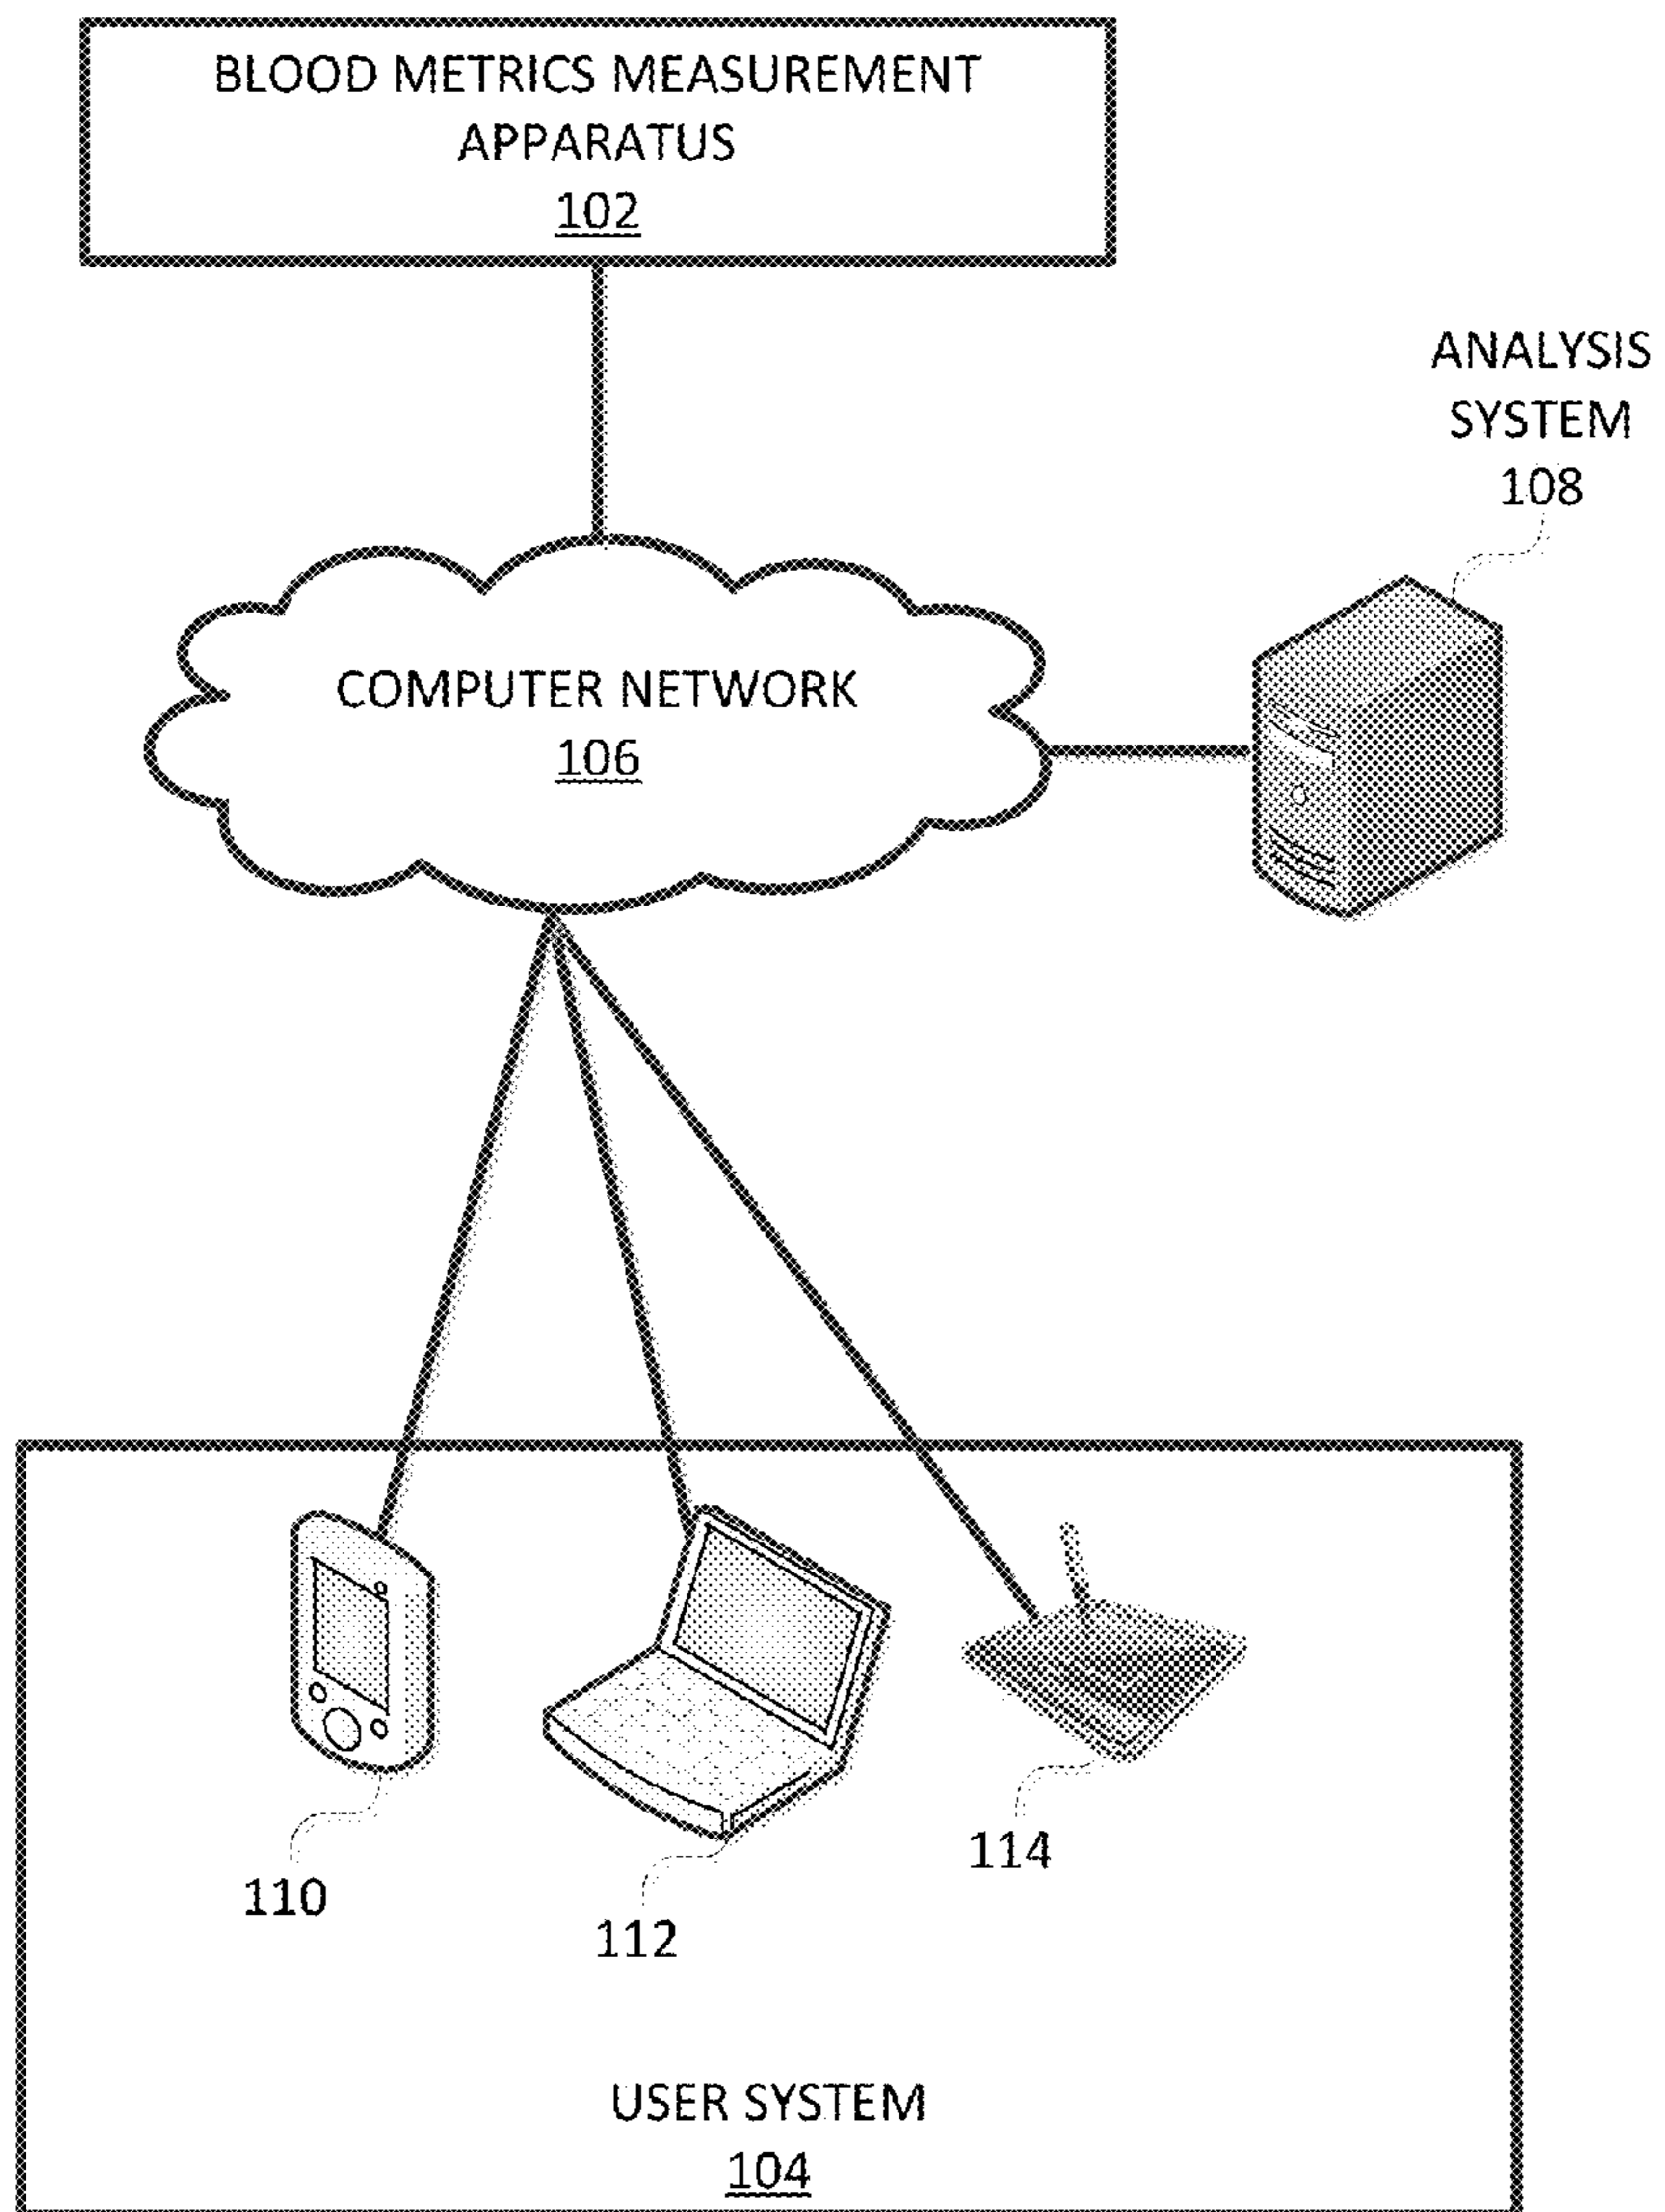 BLOOD METRICS MEASUREMENT
APPARATUS
102
ANALYSIS
SYSTEM
108
COMPUTER NETWORK
106
110
112
114
USER SYSTEM
104